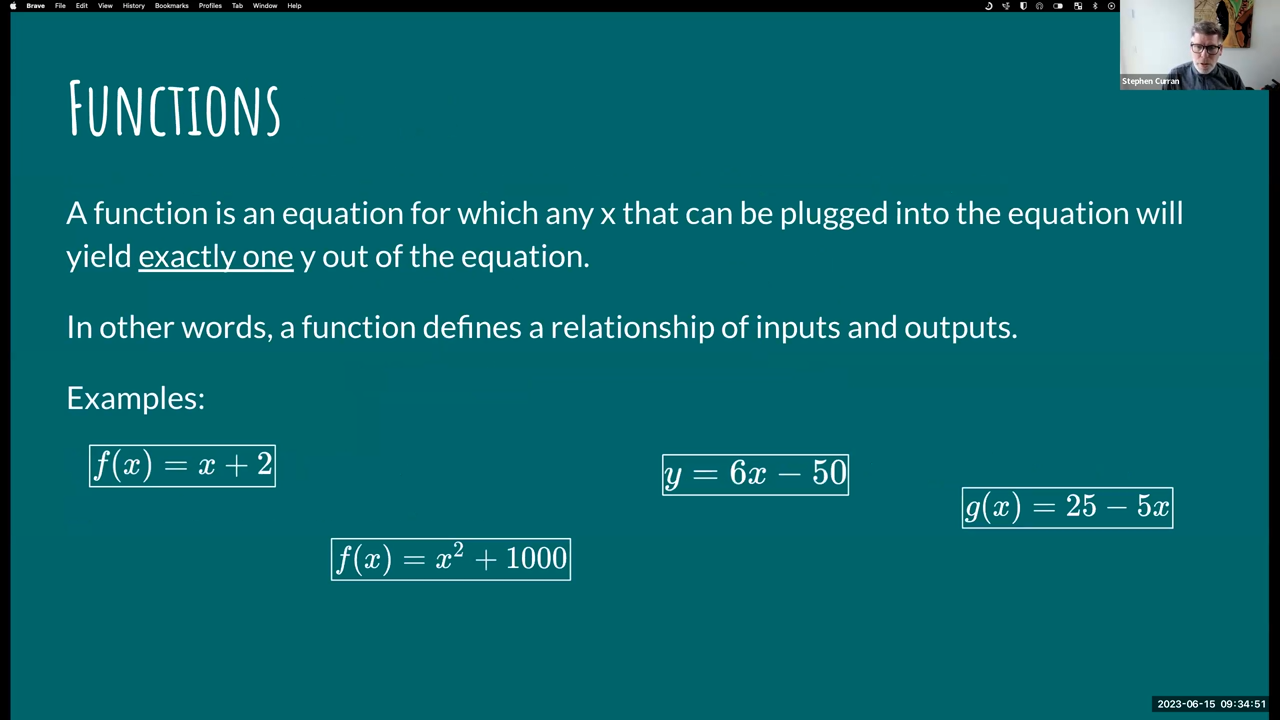 Brave File Edit View History Bookmarks Profiles Tab Window Help
Stephen Curran
Functions
A function is an equation for which any x that can be plugged into the equation will
yield exactly one y out of the equation.
In other words, a function defines a relationship of inputs and outputs.
Examples:
f(x) = x + 2
y = 6x − 50
g(x) = 25 − 5x
f(x) = x² + 1000
2023-06-15 09:34:51